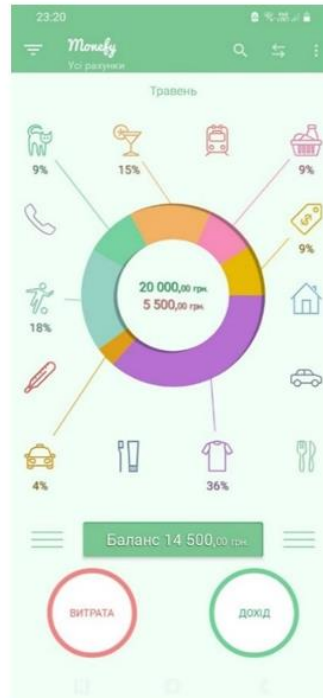 23:20
Monefy
Усі рахунки
Травень
9%
15%
9%
9%
20 000,00 грн.
5 500,00 грн.
18%
4%
36%
Баланс 14 500,00 грн.
ВИТРАТА
ДОХІД